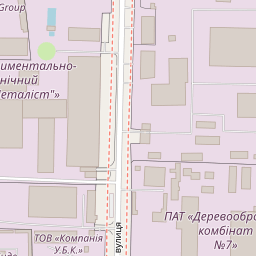 Group
иментально-
нічний
еталіст"»
вулиця
ПАТ «Деревообро
комбінат
№7»
ТОВ «Компанія
У.Б.К.»